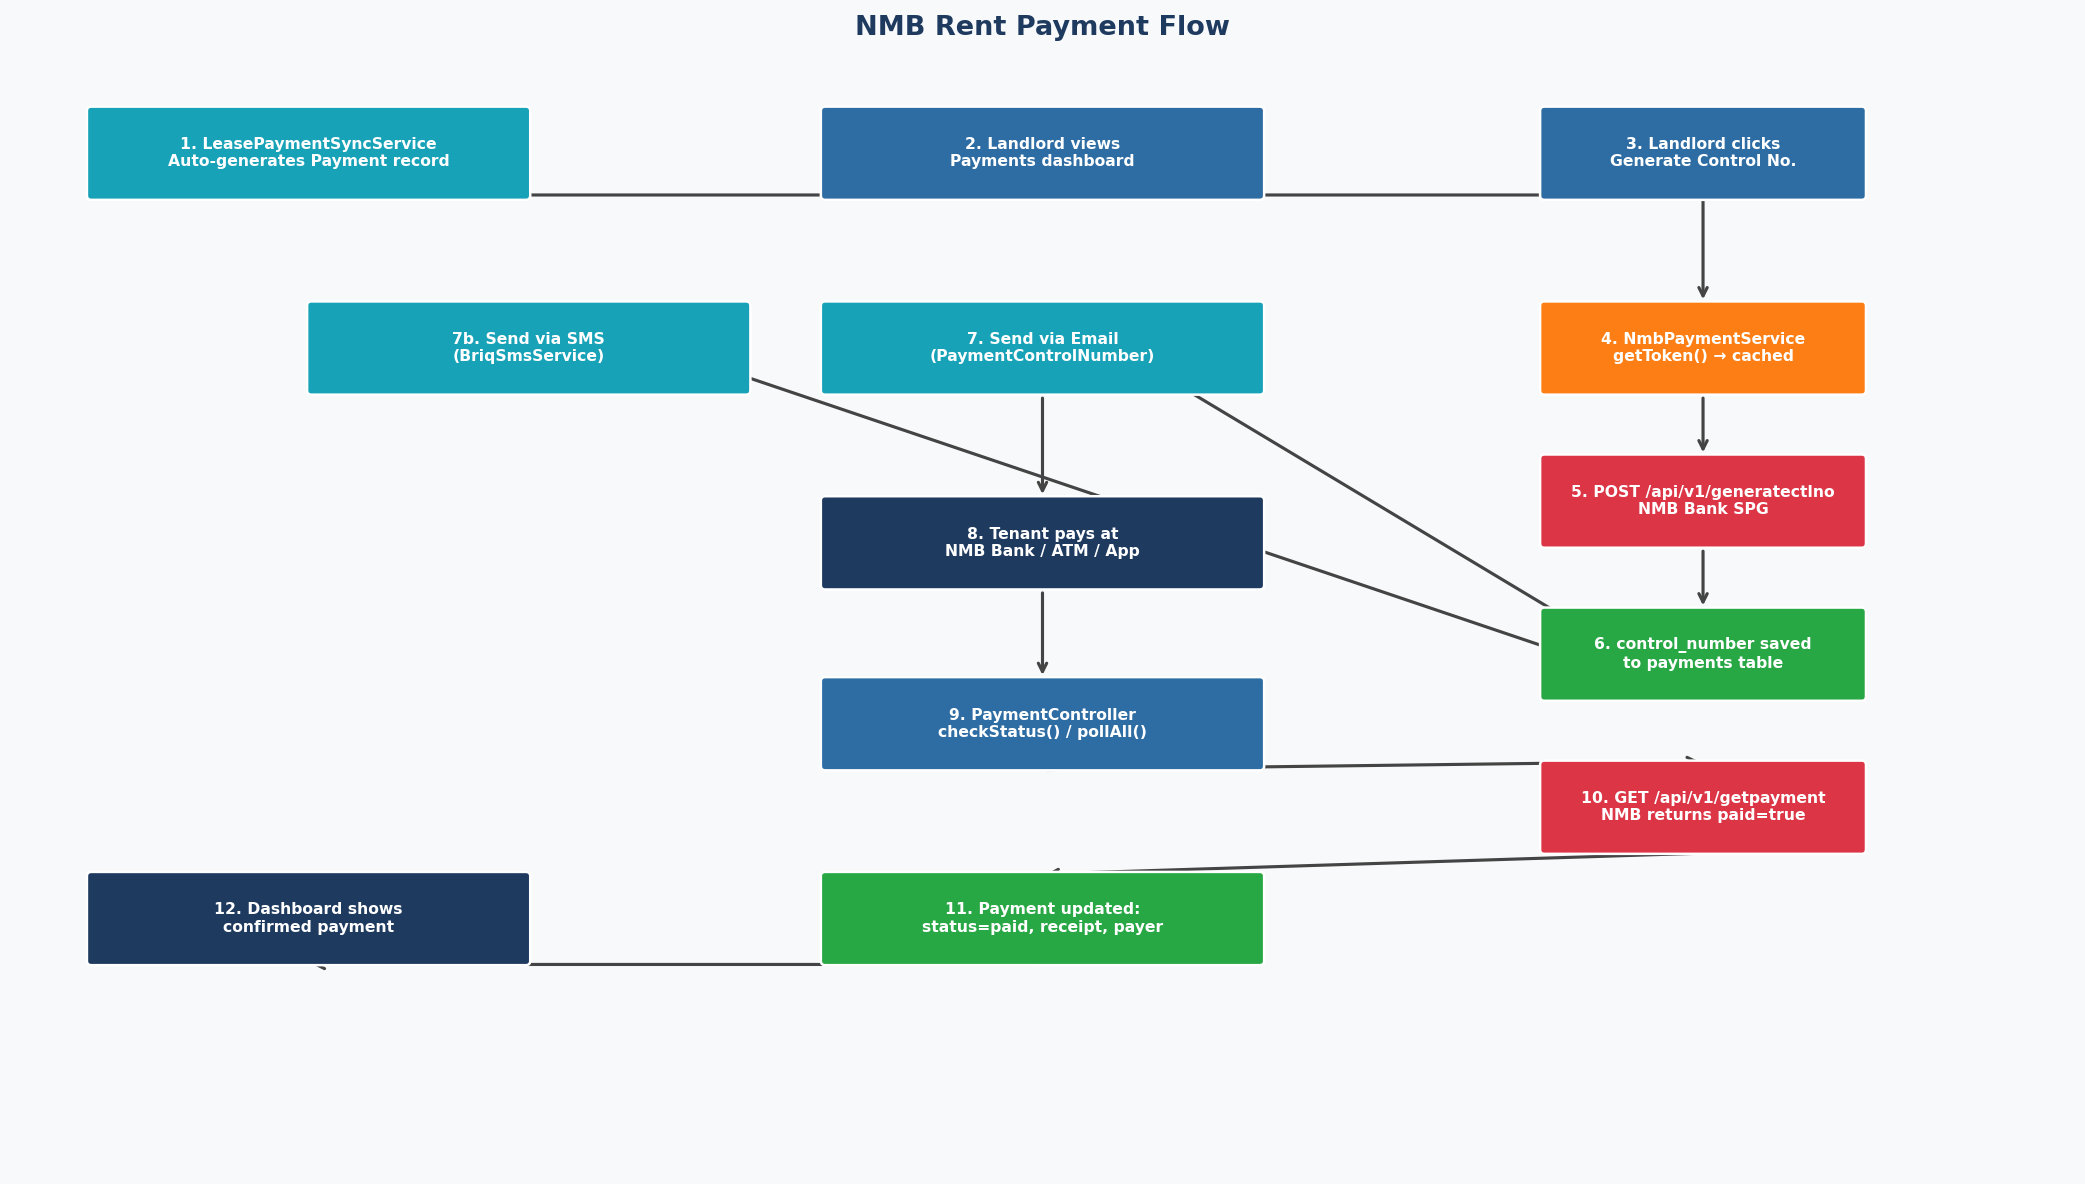 NMB Rent Payment Flow
1. LeasePaymentSyncService
Auto-generates Payment record
2. Landlord views
Payments dashboard
3. Landlord clicks
Generate Control No.
7b. Send via SMS
(BriqSmsService)
7. Send via Email
(PaymentControlNumber)
4. NmbPaymentService
getToken() → cached
5. POST /api/v1/generatectlno
NMB Bank SPG
8. Tenant pays at
NMB Bank / ATM / App
6. control_number saved
to payments table
9. PaymentController
checkStatus() / pollAll()
10. GET /api/v1/getpayment
NMB returns paid=true
12. Dashboard shows
confirmed payment
11. Payment updated:
status=paid, receipt, payer